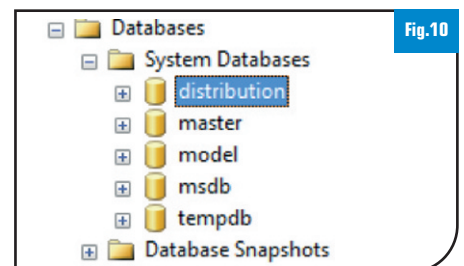 Databases
Fig.10
System Databases
distribution
master
model
msdb
tempdb
Database Snapshots